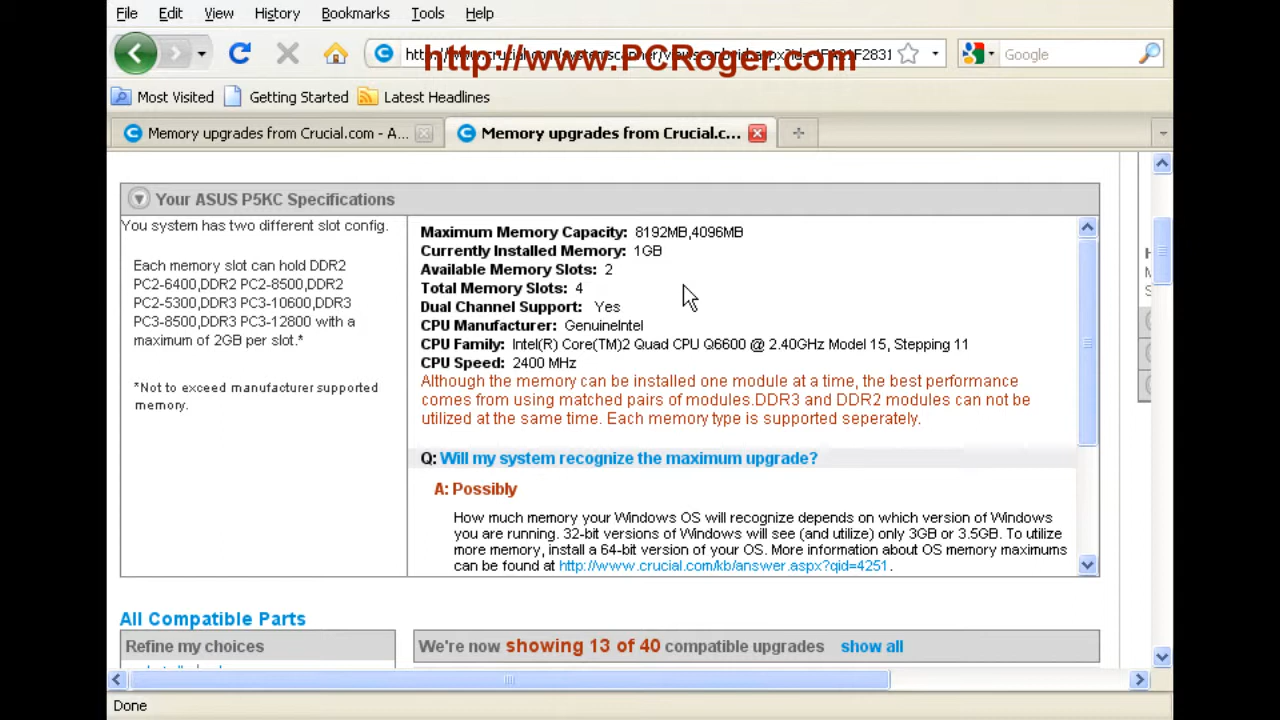 File Edit View History Bookmarks Tools Help
http://www.PCRoger.com
Google
Most Visited Getting Started Latest Headlines
Memory upgrades from Crucial.com - A... Memory upgrades from Crucial.c...
Your ASUS P5KC Specifications
You system has two different slot config.
Each memory slot can hold DDR2
PC2-6400,DDR2 PC2-8500,DDR2
PC2-5300,DDR3 PC3-10600,DDR3
PC3-8500,DDR3 PC3-12800 with a
maximum of 2GB per slot.*
*Not to exceed manufacturer supported
memory.
Maximum Memory Capacity: 8192MB,4096MB
Currently Installed Memory: 1GB
Available Memory Slots: 2
Total Memory Slots: 4
Dual Channel Support: Yes
CPU Manufacturer: GenuineIntel
CPU Family: Intel(R) Core(TM)2 Quad CPU Q6600 @ 2.40GHz Model 15, Stepping 11
CPU Speed: 2400 MHz
Although the memory can be installed one module at a time, the best performance
comes from using matched pairs of modules.DDR3 and DDR2 modules can not be
utilized at the same time. Each memory type is supported seperately.
Q: Will my system recognize the maximum upgrade?
A: Possibly
How much memory your Windows OS will recognize depends on which version of Windows
you are running. 32-bit versions of Windows will see (and utilize) only 3GB or 3.5GB. To utilize
more memory, install a 64-bit version of your OS. More information about OS memory maximums
can be found at http://www.crucial.com/kb/answer.aspx?qid=4251.
All Compatible Parts
Refine my choices
We're now showing 13 of 40 compatible upgrades show all
Done